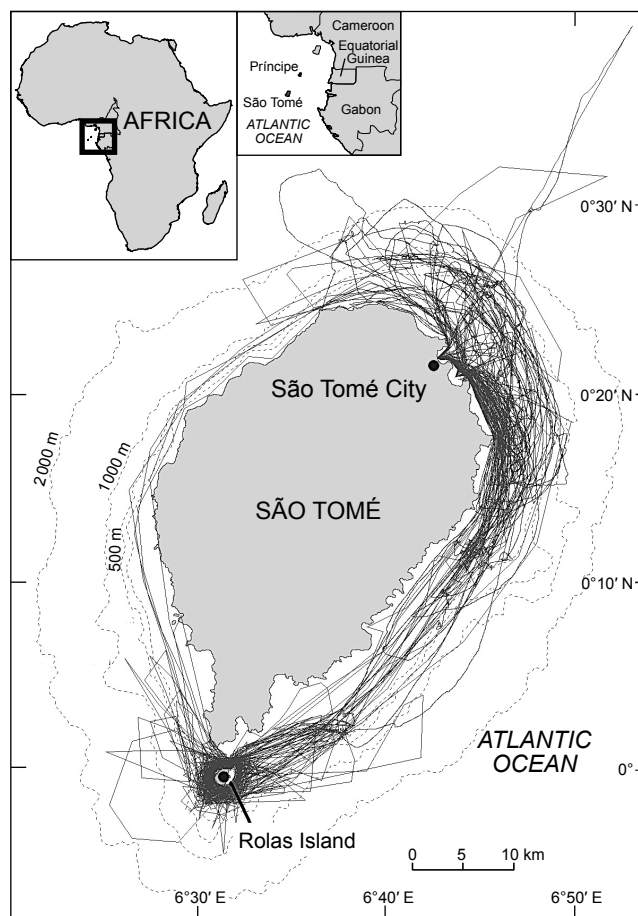 AFRICA
Cameroon
Equatorial
Guinea
Príncipe
São Tomé
Gabon
ATLANTIC
OCEAN
0°30′ N
São Tomé City
0°20′ N
2000 m
1000 m
500 m
SÃO TOMÉ
0°10′ N
ATLANTIC
OCEAN
0°
Rolas Island
0 5 10 km
6°30′ E
6°40′ E
6°50′ E